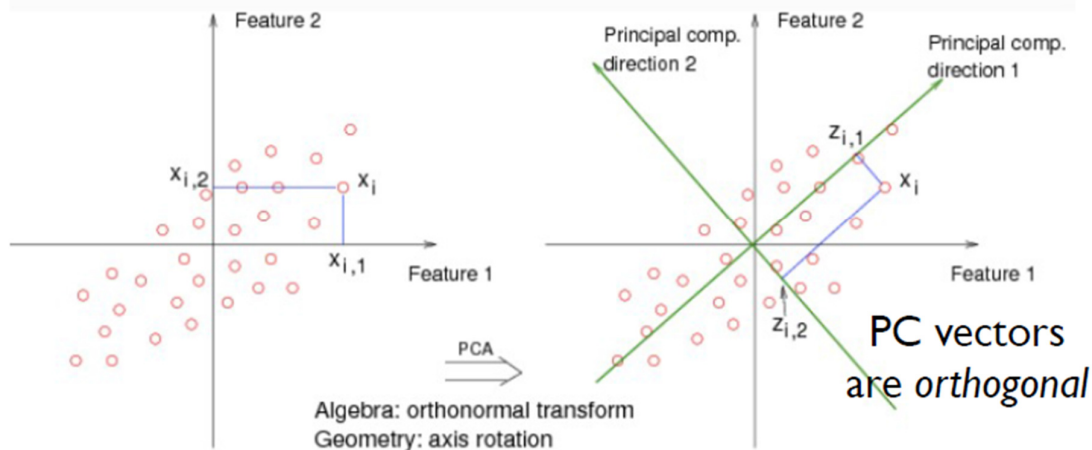 Feature 2
x_{i,2}
x_i
x_{i,1}
Feature 1
PCA
Algebra: orthonormal transform
Geometry: axis rotation
Feature 2
Principal comp.
direction 2
Principal comp.
direction 1
z_{i,1}
x_i
Feature 1
z_{i,2}
PC vectors
are orthogonal